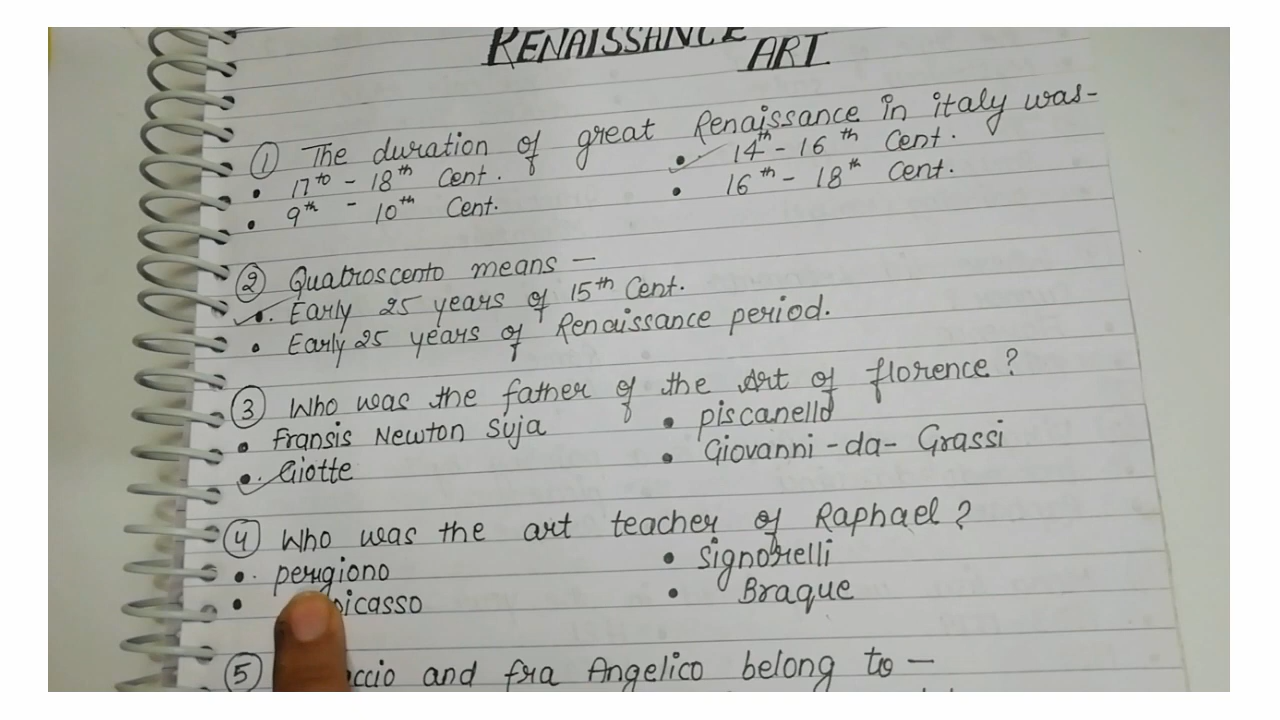 RENAISSANCE
ART
① The duration of great Renaissance in italy was-
• 17th - 18th Cent. • 14th - 16th Cent.
• 9th - 10th Cent. • 16th - 18th Cent.
② Quatroscento means —
• Early 25 years of 15th Cent.
• Early 25 years of Renaissance period.
③ Who was the father of the Art of florence ?
• Fransis Newton Suja • Piscanello
• Giotte • Giovanni - da - Grassi
④ Who was the art teacher of Raphael ?
• perigiono • Signorelli
• picasso • Braque
⑤ and fra Angelico belong to —